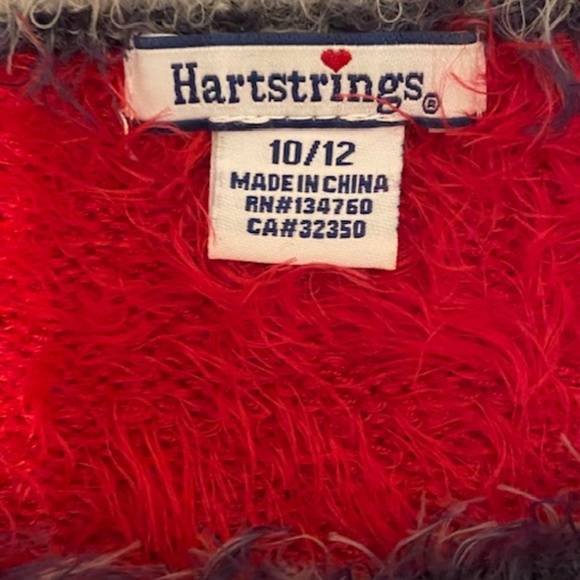 Hartstrings®
10/12
MADE IN CHINA
RN#134760
CA#32350